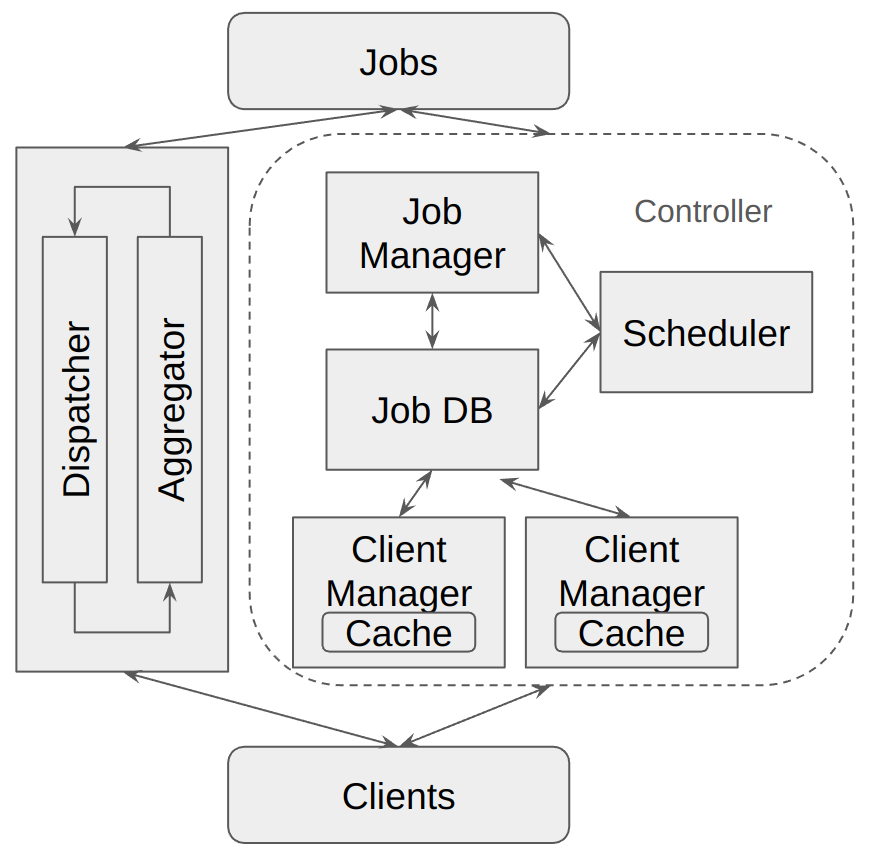 Jobs
Dispatcher
Aggregator
Controller
Job
Manager
Scheduler
Job DB
Client
Manager
Cache
Client
Manager
Cache
Clients